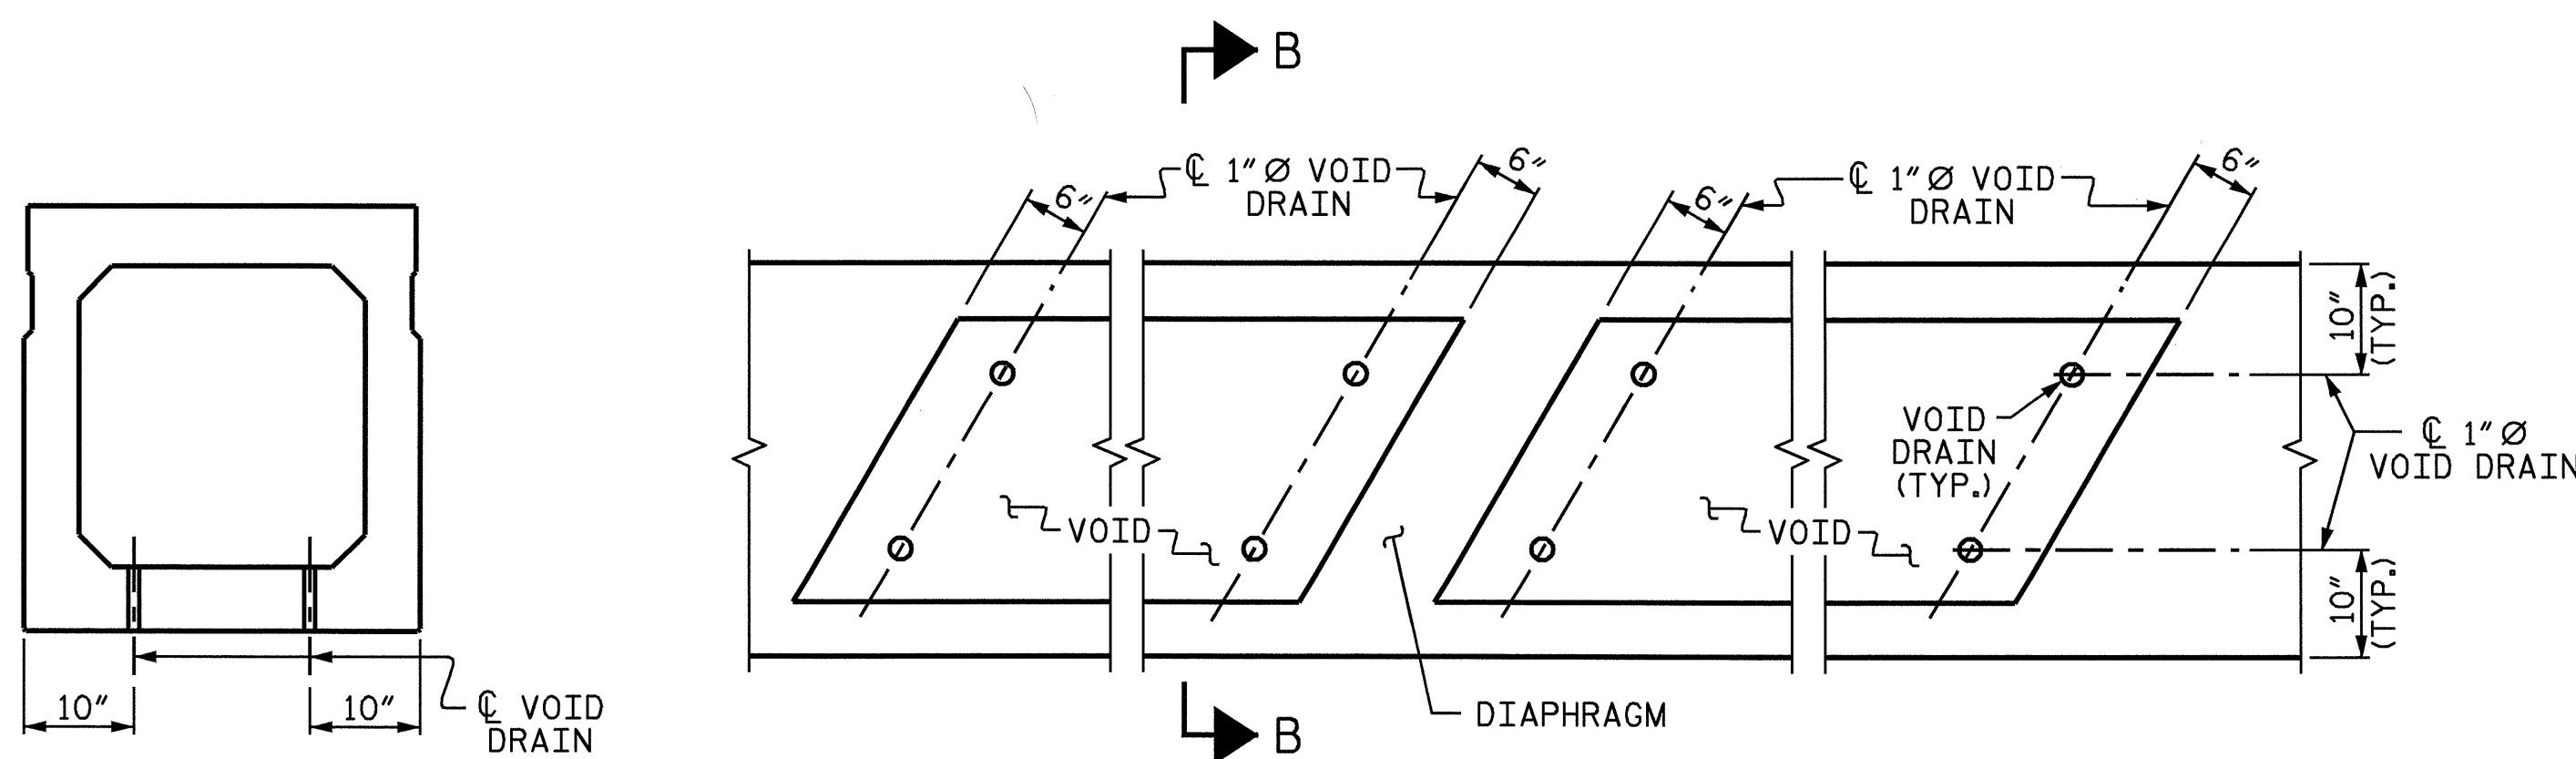 B
℄ 1" Ø VOID
DRAIN
6"
6"
℄ 1" Ø VOID
DRAIN
6"
6"
10"
(TYP.)
VOID
DRAIN
(TYP.)
℄ 1" Ø
VOID DRAIN
VOID
VOID
10"
(TYP.)
10"
10"
℄ VOID
DRAIN
DIAPHRAGM
B